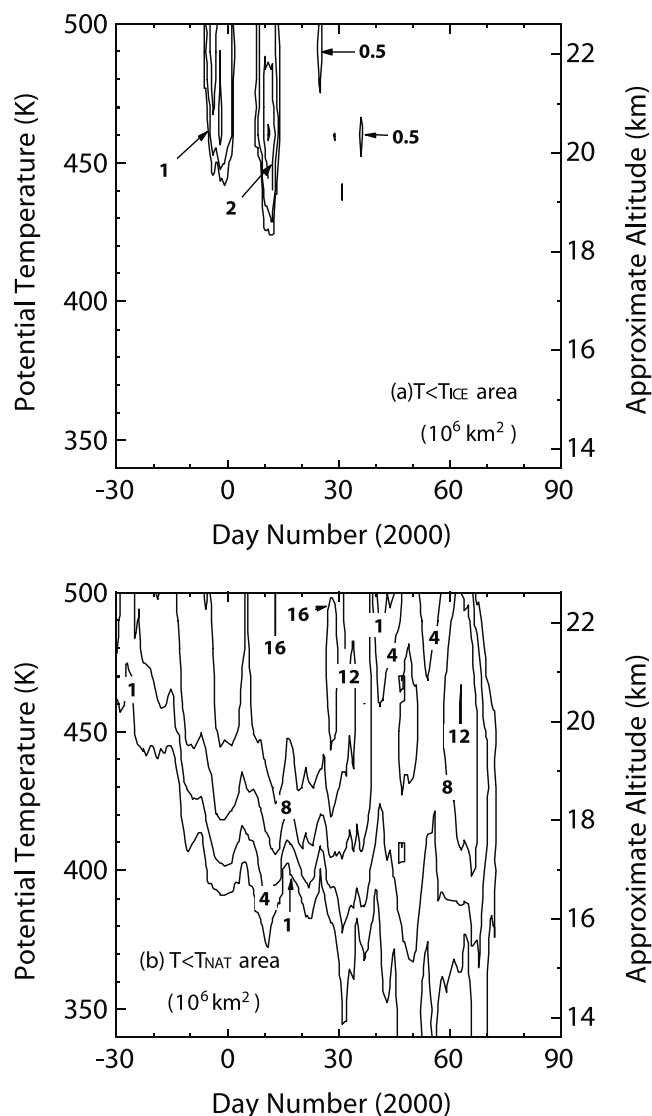 500
22
0.5
Potential Temperature (K)
Approximate Altitude (km)
450
0.5
20
1
2
18
400
16
(a)T<TICE area
(10⁶ km²)
350
14
-30 0 30 60 90
Day Number (2000)
500
16
1
22
4
4
16
Potential Temperature (K)
Approximate Altitude (km)
1
12
450
12
20
8
8
18
400
4
1
16
(b) T<TNAT area
(10⁶ km²)
350
14
-30 0 30 60 90
Day Number (2000)